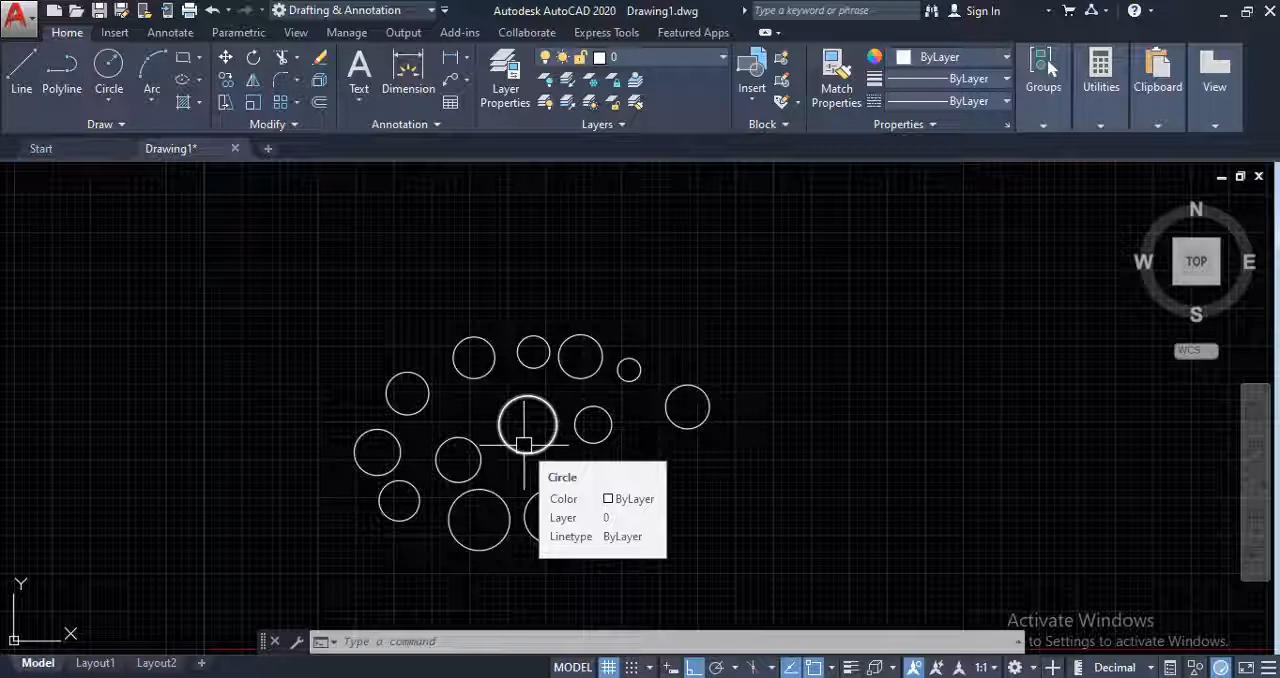 Drafting & Annotation
Autodesk AutoCAD 2020 Drawing1.dwg
Type a keyword or phrase
Sign In
Home Insert Annotate Parametric View Manage Output Add-ins Collaborate Express Tools Featured Apps
Line Polyline Circle Arc
Draw
Modify
Text Dimension
Annotation
Layer Properties
0
Layers
Insert
Block
Match Properties
ByLayer
ByLayer
ByLayer
Properties
Groups
Utilities
Clipboard
View
Start Drawing1*
N
W TOP E
S
WCS
Circle
Color ByLayer
Layer 0
Linetype ByLayer
Y
X
Activate Windows
to Settings to activate Windows.
Type a command
Model Layout1 Layout2
MODEL
1:1
Decimal